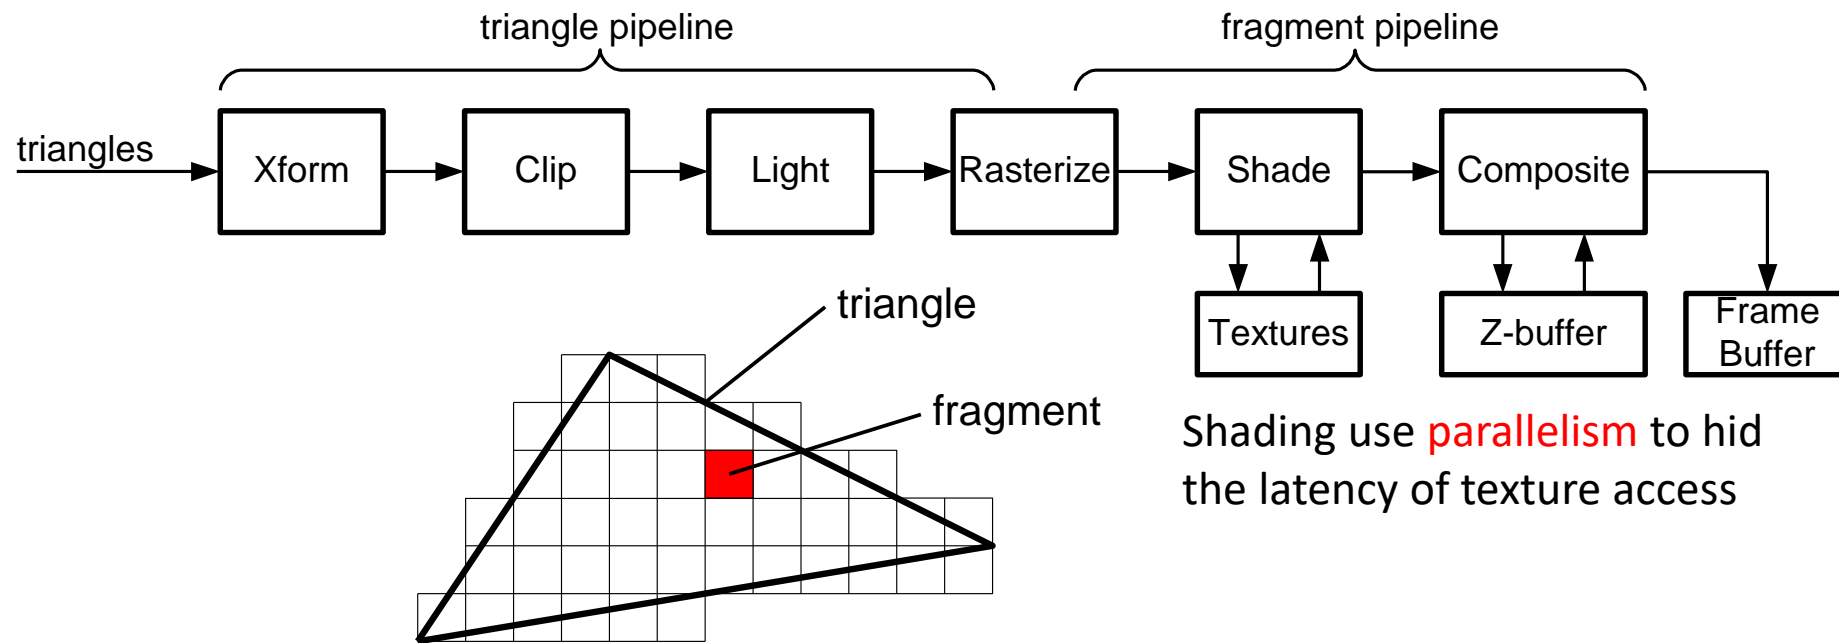 triangle pipeline
fragment pipeline
triangles
Xform
Clip
Light
Rasterize
Shade
Composite
Textures
Z-buffer
Frame
Buffer
triangle
fragment
Shading use parallelism to hid
the latency of texture access